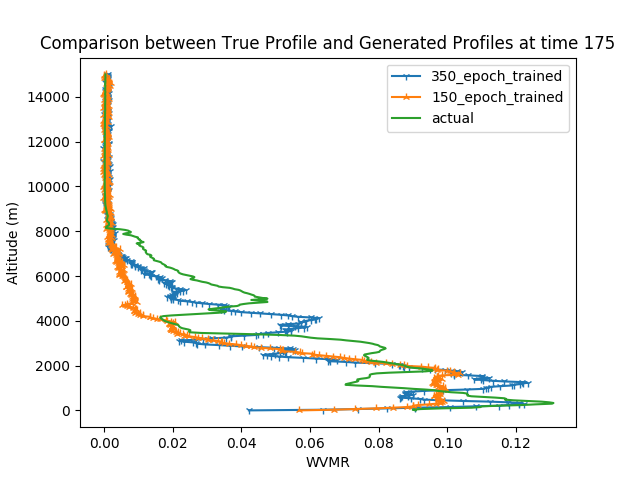 Comparison between True Profile and Generated Profiles at time 175
350_epoch_trained
150_epoch_trained
actual
Altitude (m)
14000
12000
10000
8000
6000
4000
2000
0
0.00 0.02 0.04 0.06 0.08 0.10 0.12
WVMR